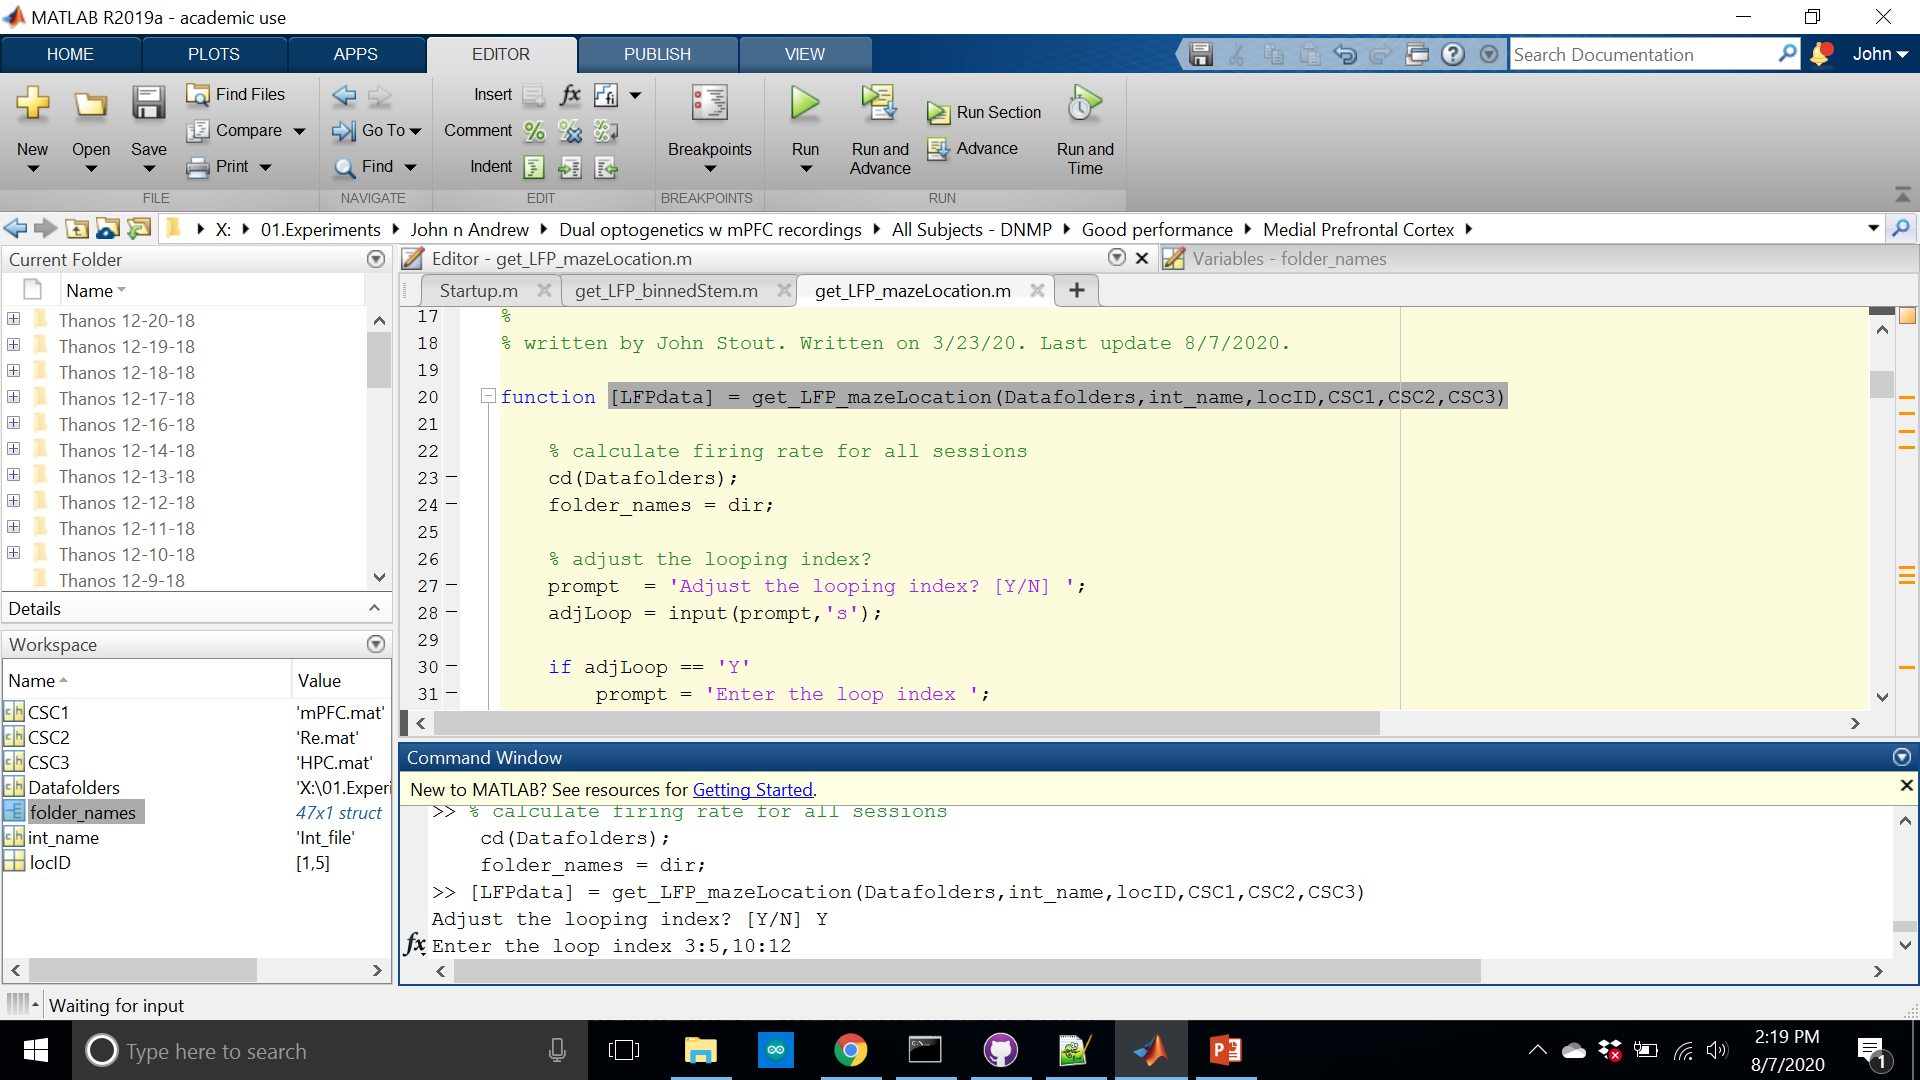 MATLAB R2019a - academic use
HOME PLOTS APPS EDITOR PUBLISH VIEW
Search Documentation
John
New
Open
Save
Find Files
Compare
Print
FILE
Go To
Find
NAVIGATE
Insert
Comment
Indent
fx
fi
EDIT
Breakpoints
BREAKPOINTS
Run
Run and Advance
Run Section
Advance
Run and Time
RUN
X: 01.Experiments John n Andrew Dual optogenetics w mPFC recordings All Subjects - DNMP Good performance Medial Prefrontal Cortex
Current Folder
Name
Thanos 12-20-18
Thanos 12-19-18
Thanos 12-18-18
Thanos 12-17-18
Thanos 12-16-18
Thanos 12-14-18
Thanos 12-13-18
Thanos 12-12-18
Thanos 12-11-18
Thanos 12-10-18
Thanos 12-9-18
Details
Workspace
Name Value
CSC1 'mPFC.mat'
CSC2 'Re.mat'
CSC3 'HPC.mat'
Datafolders 'X:\01.Experi
folder_names 47x1 struct
int_name 'Int_file'
locID [1,5]
Editor - get_LFP_mazeLocation.m
Variables - folder_names
Startup.m get_LFP_binnedStem.m get_LFP_mazeLocation.m
17 %
18 % written by John Stout. Written on 3/23/20. Last update 8/7/2020.
19
20 function [LFPdata] = get_LFP_mazeLocation(Datafolders,int_name,locID,CSC1,CSC2,CSC3)
21
22 % calculate firing rate for all sessions
23 cd(Datafolders);
24 folder_names = dir;
25
26 % adjust the looping index?
27 prompt  = 'Adjust the looping index? [Y/N] ';
28 adjLoop = input(prompt,'s');
29
30 if adjLoop == 'Y'
31 prompt = 'Enter the loop index ';
Command Window
New to MATLAB? See resources for Getting Started.
>> % calculate firing rate for all sessions
cd(Datafolders);
folder_names = dir;
>> [LFPdata] = get_LFP_mazeLocation(Datafolders,int_name,locID,CSC1,CSC2,CSC3)
Adjust the looping index? [Y/N] Y
fx Enter the loop index 3:5,10:12
Waiting for input
Type here to search
2:19 PM
8/7/2020
1